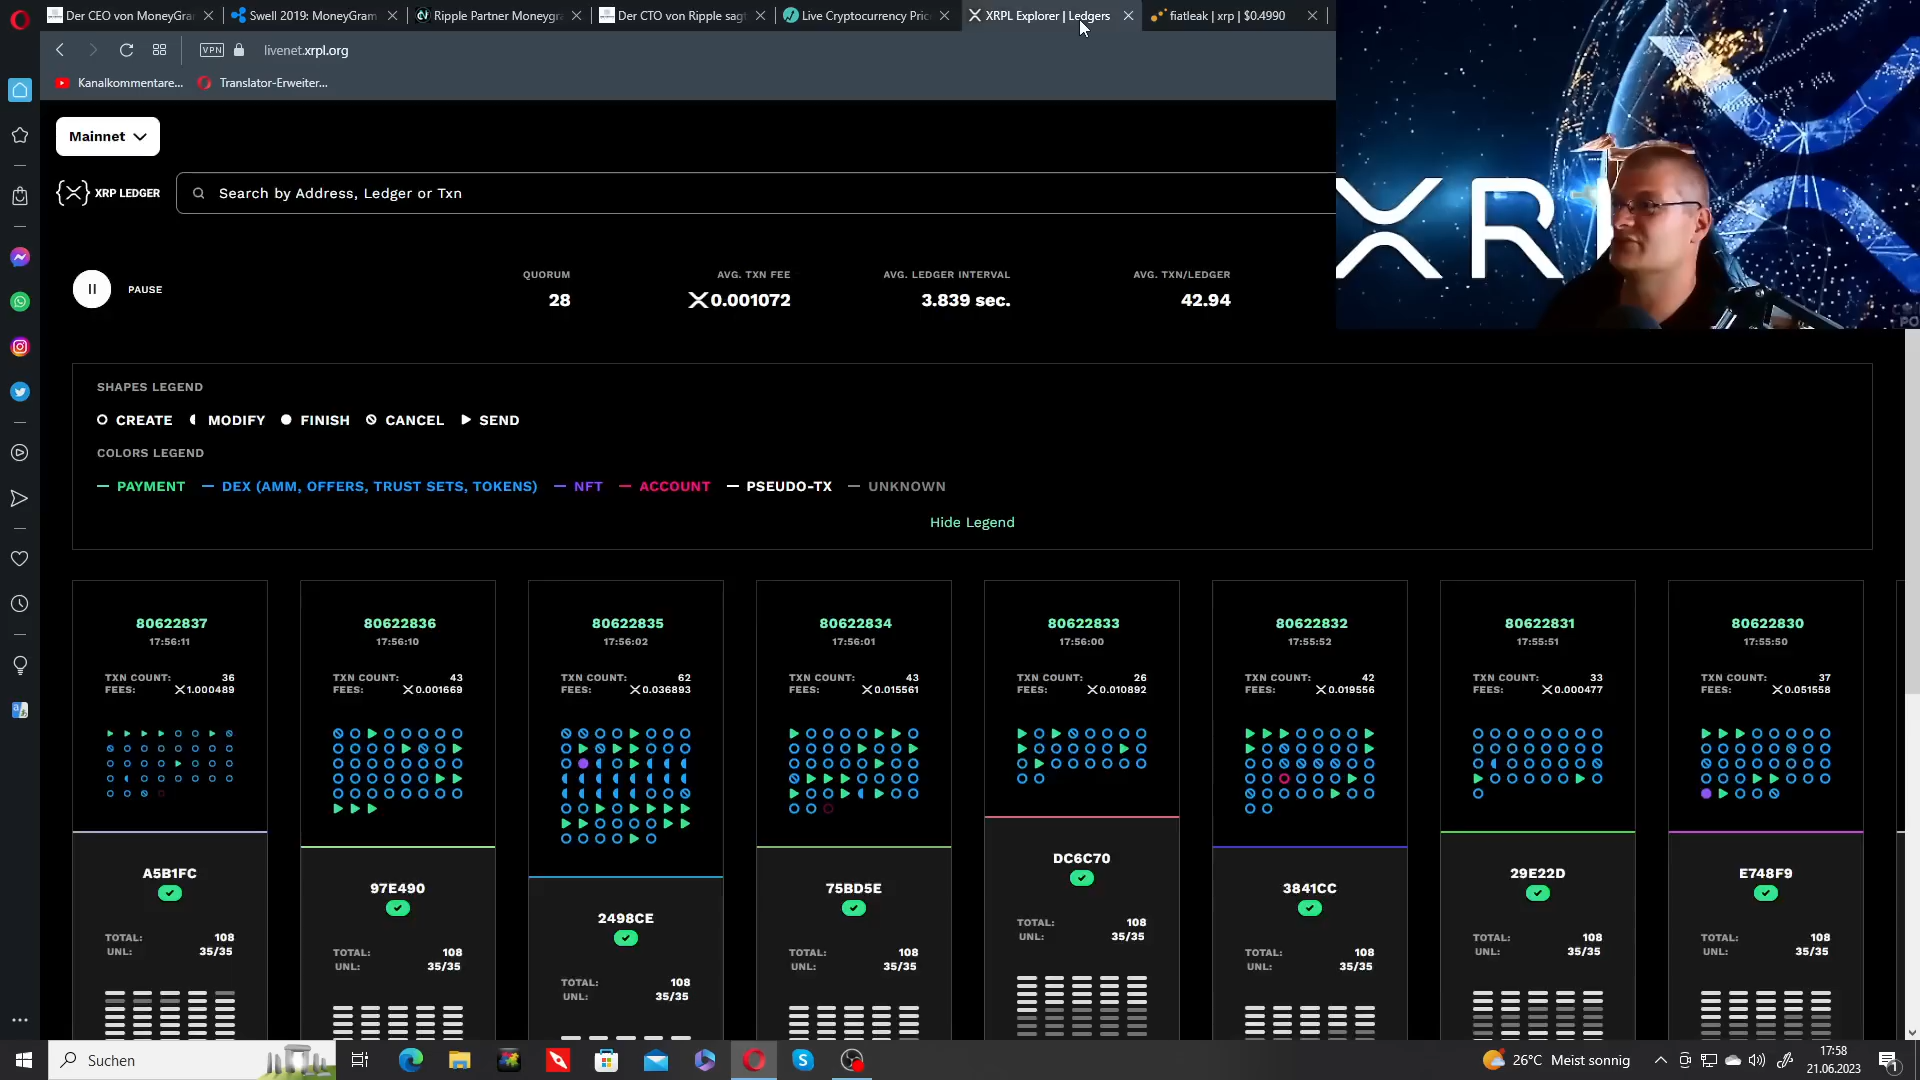 Der CEO von MoneyGra
Swell 2019: MoneyGram
Ripple Partner Moneygra
Der CTO von Ripple sagt
Live Cryptocurrency Pric
XRPL Explorer | Ledgers
fiatleak | xrp | $0.4990
VPN
livenet.xrpl.org
Kanalkommentare...
Translator-Erweiter...
Mainnet
XRP LEDGER
Search by Address, Ledger or Txn
XR
PAUSE
QUORUM
28
AVG. TXN FEE
0.001072
AVG. LEDGER INTERVAL
3.839 sec.
AVG. TXN/LEDGER
42.94
SHAPES LEGEND
CREATE MODIFY FINISH CANCEL SEND
COLORS LEGEND
PAYMENT DEX (AMM, OFFERS, TRUST SETS, TOKENS) NFT ACCOUNT PSEUDO-TX UNKNOWN
Hide Legend
80622837
17:56:11
TXN COUNT: 36
FEES: 1.000489
A5B1FC
TOTAL: 108
UNL: 35/35
80622836
17:56:10
TXN COUNT: 43
FEES: 0.001669
97E490
TOTAL: 108
UNL: 35/35
80622835
17:56:02
TXN COUNT: 62
FEES: 0.036893
2498CE
TOTAL: 108
UNL: 35/35
80622834
17:56:01
TXN COUNT: 43
FEES: 0.015561
75BD5E
TOTAL: 108
UNL: 35/35
80622833
17:56:00
TXN COUNT: 26
FEES: 0.010892
DC6C70
TOTAL: 108
UNL: 35/35
80622832
17:55:52
TXN COUNT: 42
FEES: 0.019556
3841CC
TOTAL: 108
UNL: 35/35
80622831
17:55:51
TXN COUNT: 33
FEES: 0.000477
29E22D
TOTAL: 108
UNL: 35/35
80622830
17:55:50
TXN COUNT: 37
FEES: 0.051558
E748F9
TOTAL: 108
UNL: 35/35
Suchen
26°C Meist sonnig
17:58
21.06.2023